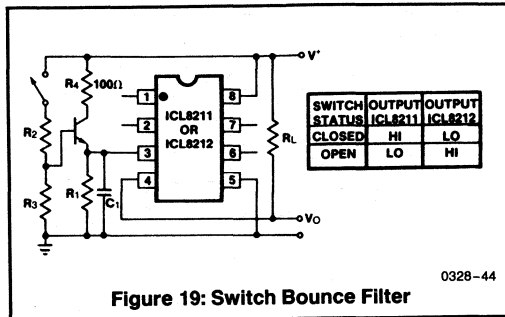 V⁺
R₄ 100Ω
1 ICL8211 8
OR
2 ICL8212 7
3 6
4 5
R₂
R₃
R₁
C₁
R_L
V_O
SWITCH STATUS OUTPUT ICL8211 OUTPUT ICL8212
CLOSED HI LO
OPEN LO HI
0328-44
Figure 19: Switch Bounce Filter